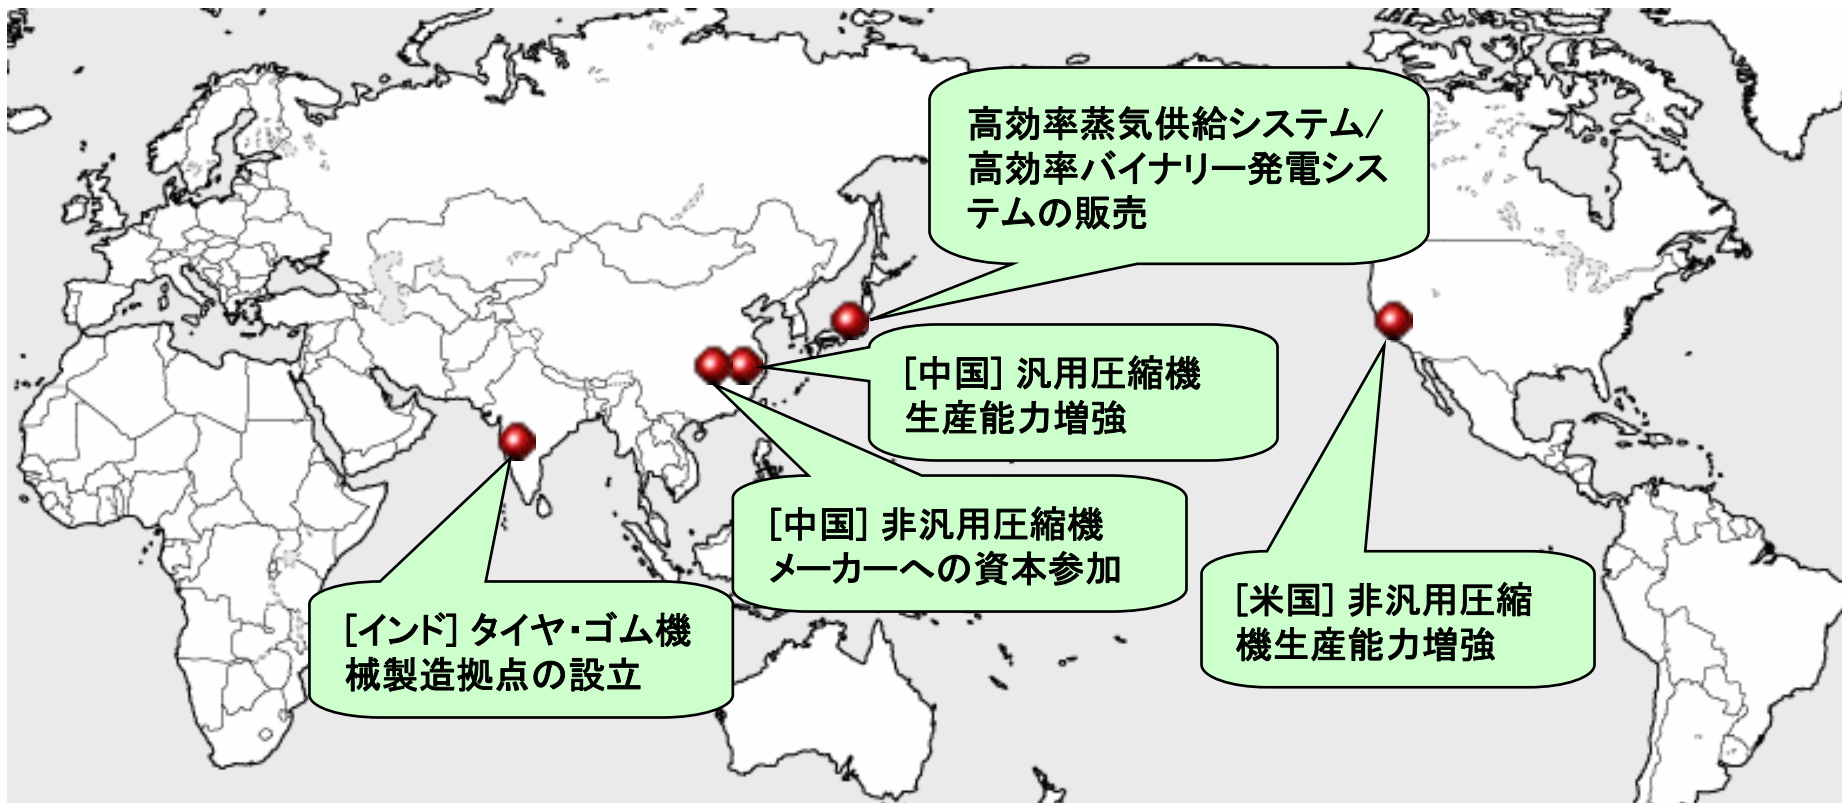 高効率蒸気供給システム/
高効率バイナリー発電シス
テムの販売
[中国] 汎用圧縮機
生産能力増強
[中国] 非汎用圧縮機
メーカーへの資本参加
[米国] 非汎用圧縮
機生産能力増強
[インド] タイヤ・ゴム機
械製造拠点の設立